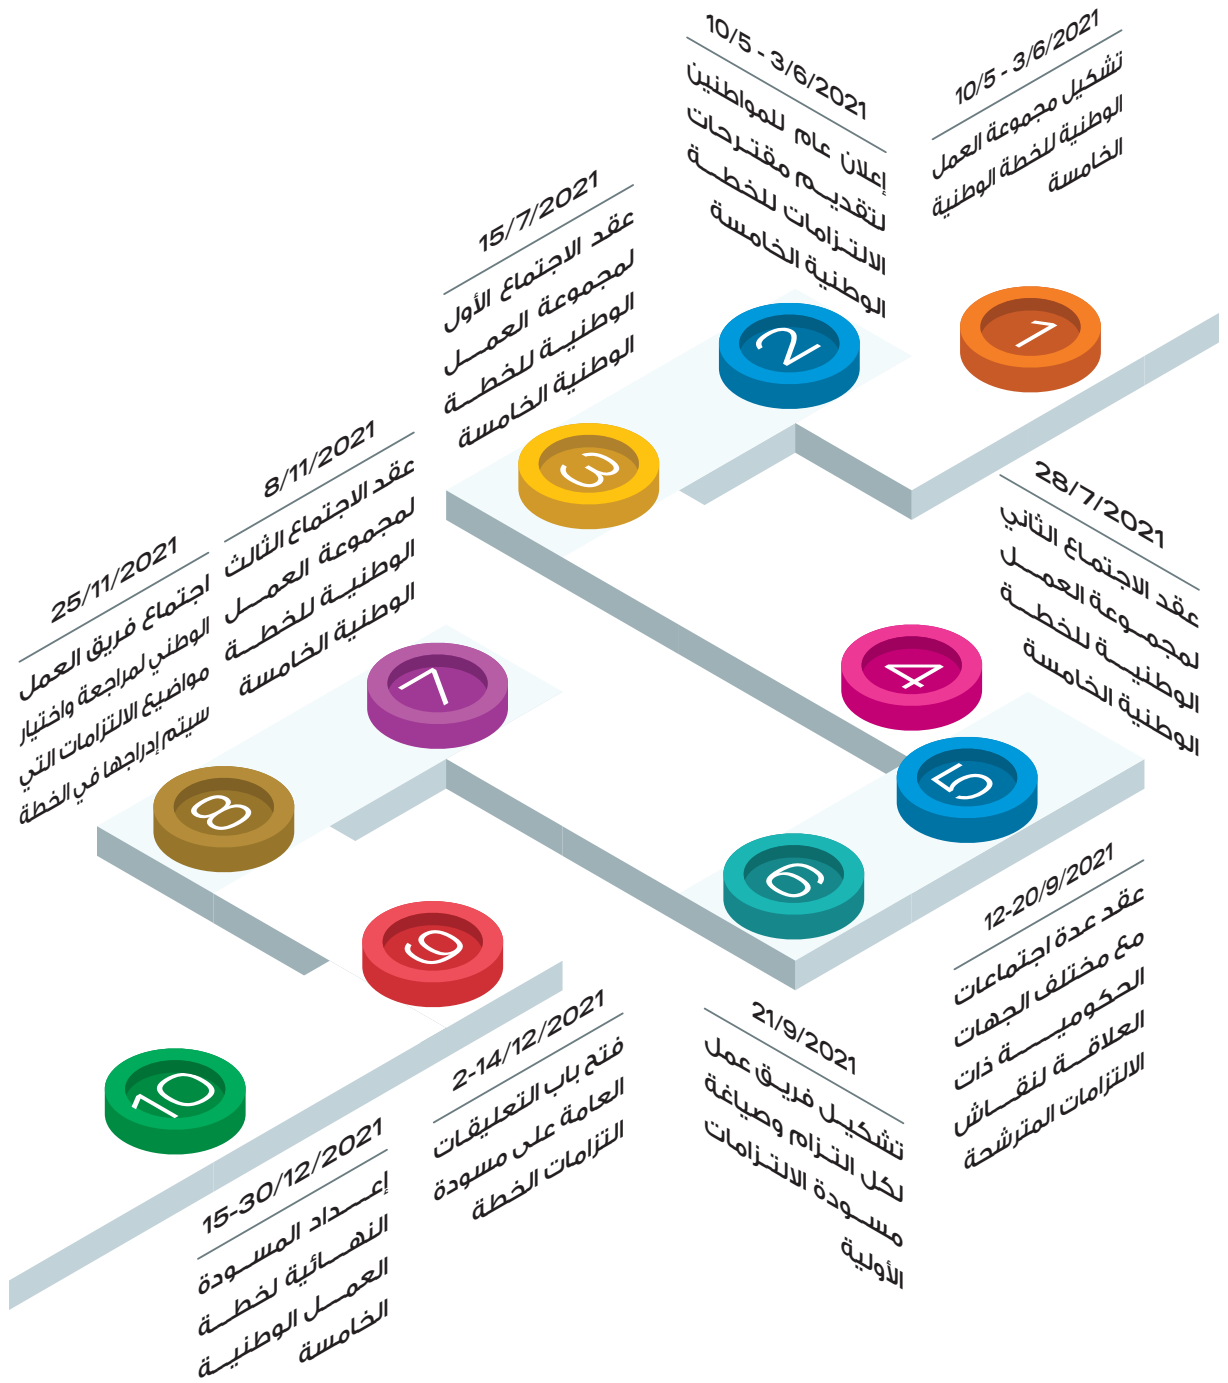 10/5 - 3/6/2021
تشكيل مجموعة العمل
الوطنية للخطة الوطنية
الخامسة
1
10/5 - 3/6/2021
إعلان عام للمواطنين
لتقديم مقترحات
الالتزامات للخطة
الوطنية الخامسة
2
15/7/2021
عقد الاجتماع الأول
لمجموعة العمل
الوطنية للخطة
الوطنية الخامسة
3
28/7/2021
عقد الاجتماع الثاني
لمجموعة العمل
الوطنية للخطة
الوطنية الخامسة
4
12-20/9/2021
عقد عدة اجتماعات
مع مختلف الجهات
الحكومية ذات
العلاقة لنقاش
الالتزامات المترشحة
5
21/9/2021
تشكيل فريق عمل
لكل التزام وصياغة
مسودة الالتزامات
الأولية
6
8/11/2021
عقد الاجتماع الثالث
لمجموعة العمل
الوطنية للخطة
الوطنية الخامسة
7
25/11/2021
اجتماع فريق العمل
الوطني لمراجعة واختيار
مواضيع الالتزامات التي
سيتم إدراجها في الخطة
8
2-14/12/2021
فتح باب التعليقات
العامة على مسودة
التزامات الخطة
9
15-30/12/2021
إعداد المسودة
النهائية لخطة
العمل الوطنية
الخامسة
10